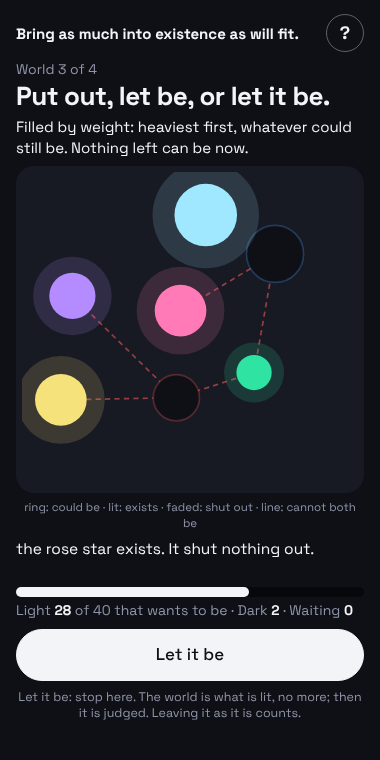 Bring as much into existence as will fit.
?
World 3 of 4
Put out, let be, or let it be.
Filled by weight: heaviest first, whatever could
still be. Nothing left can be now.
ring: could be · lit: exists · faded: shut out · line: cannot both
be
the rose star exists. It shut nothing out.
Light 28 of 40 that wants to be · Dark 2 · Waiting 0
Let it be
Let it be: stop here. The world is what is lit, no more; then
it is judged. Leaving it as it is counts.